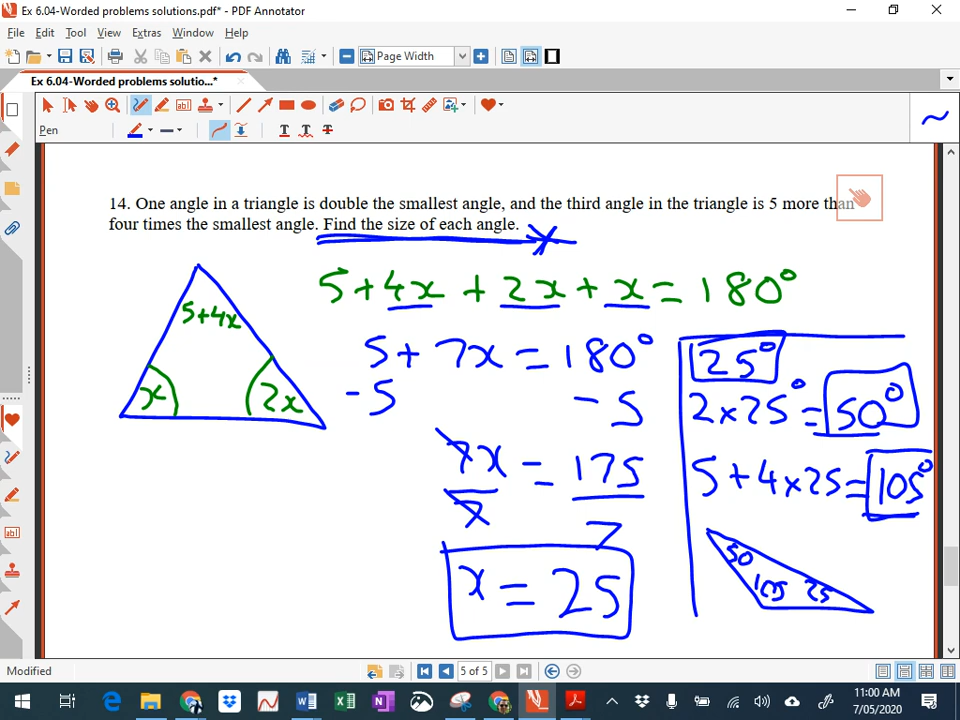 Ex 6.04-Worded problems solutions.pdf* - PDF Annotator
File Edit Tool View Extras Window Help
Page Width
Ex 6.04-Worded problems solutio...*
Pen
14. One angle in a triangle is double the smallest angle, and the third angle in the triangle is 5 more than
four times the smallest angle. Find the size of each angle.
5+4x + 2x + x = 180°
5+4x
x
2x
5 + 7x = 180°
-5 - 5
7x = 175
7 7
x = 25
25°
2x25° = 50°
5+4x25=105°
50
105 25
Modified
5 of 5
11:00 AM
7/05/2020